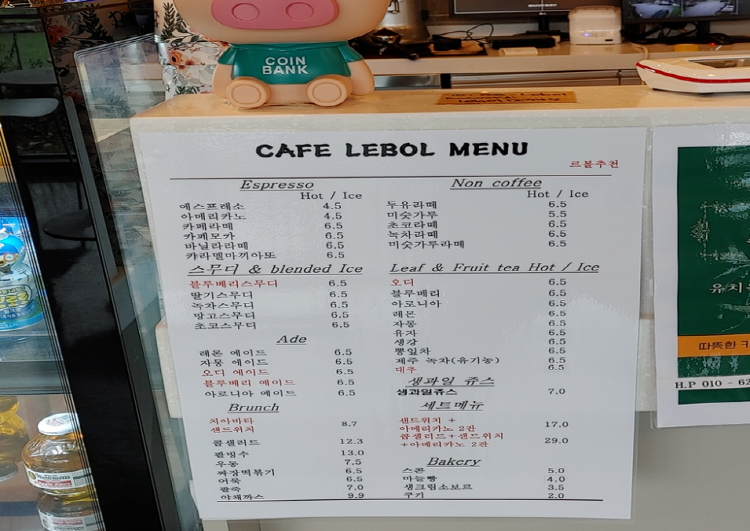 COIN
BANK
CAFE LEBOL MENU
르볼추천
Espresso
Hot / Ice
에스프레소 4.5
아메리카노 4.5
카페라떼 6.5
카페모카 6.5
바닐라라떼 6.5
캬라멜마끼아또 6.5
Non coffee
Hot / Ice
두유라떼 6.5
미숫가루 5.5
초코라떼 6.5
녹차라떼 6.5
미숫가루라떼 6.5
스무디 & blended Ice
블루베리스무디 6.5
딸기스무디 6.5
녹차스무디 6.5
망고스무디 6.5
초코스무디 6.5
Leaf & Fruit tea Hot / Ice
오디 6.5
블루베리 6.5
아로니아 6.5
레몬 6.5
자몽 6.5
유자 6.5
생강 6.5
뽕잎차 6.5
제주 녹차(유기농) 6.5
대추 6.5
Ade
레몬 에이드 6.5
자몽 에이드 6.5
오디 에이드 6.5
블루베리 에이드 6.5
아로니아 에이드 6.5
생과일 쥬스
생과일쥬스 7.0
Brunch
치아바타
샌드위치 8.7
콥샐러드 12.3
팥빙수 13.0
우동 7.5
짜장떡볶기 6.5
어묵 6.5
팥죽 7.0
야채까스 9.9
세트메뉴
샌드위치 +
아메리카노 2잔 17.0
콥샐러드+샌드위치
+아메리카노 2잔 29.0
Bakery
스콘 5.0
마늘빵 4.0
생크림소보르 3.5
쿠키 2.0
유치
따뜻한
H.P 010 - 62